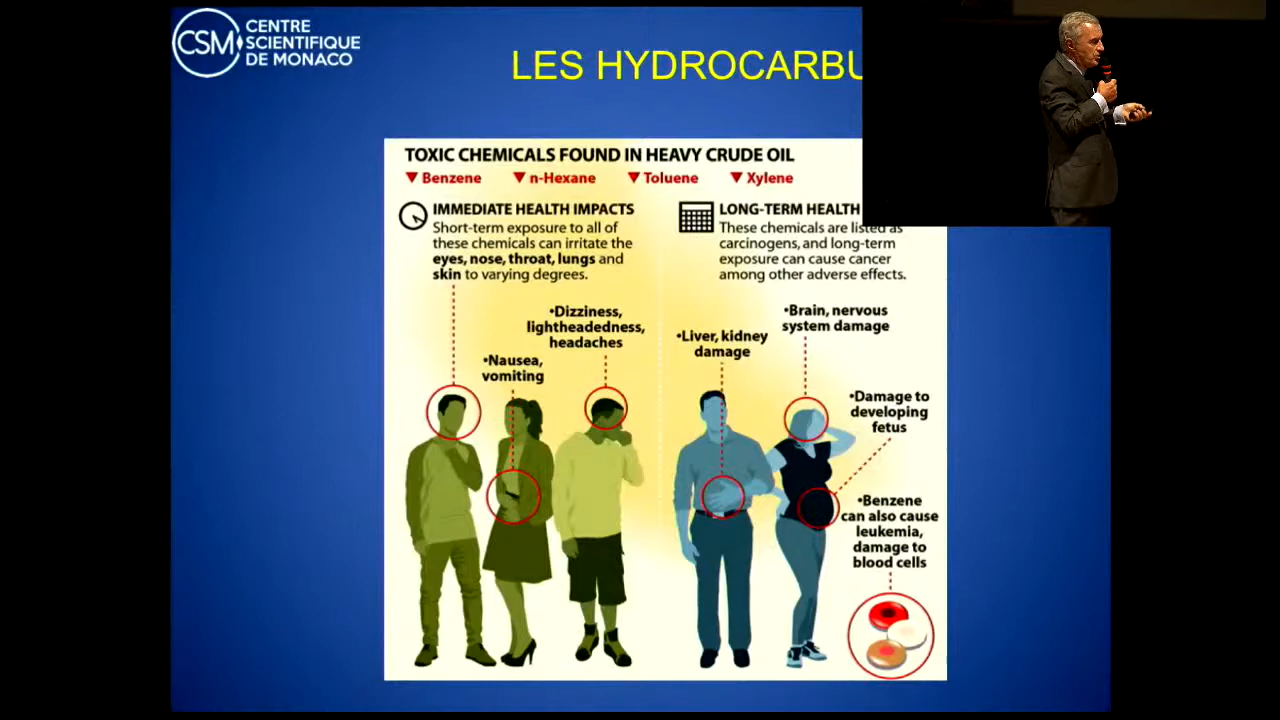 CSM
CENTRE
SCIENTIFIQUE
DE MONACO
LES HYDROCARBU
TOXIC CHEMICALS FOUND IN HEAVY CRUDE OIL
▼ Benzene ▼ n-Hexane ▼ Toluene ▼ Xylene
IMMEDIATE HEALTH IMPACTS
Short-term exposure to all of
these chemicals can irritate the
eyes, nose, throat, lungs and
skin to varying degrees.
LONG-TERM HEALTH
These chemicals are listed as
carcinogens, and long-term
exposure can cause cancer
among other adverse effects.
•Dizziness,
lightheadedness,
headaches
•Nausea,
vomiting
•Brain, nervous
system damage
•Liver, kidney
damage
•Damage to
developing
fetus
•Benzene
can also cause
leukemia,
damage to
blood cells